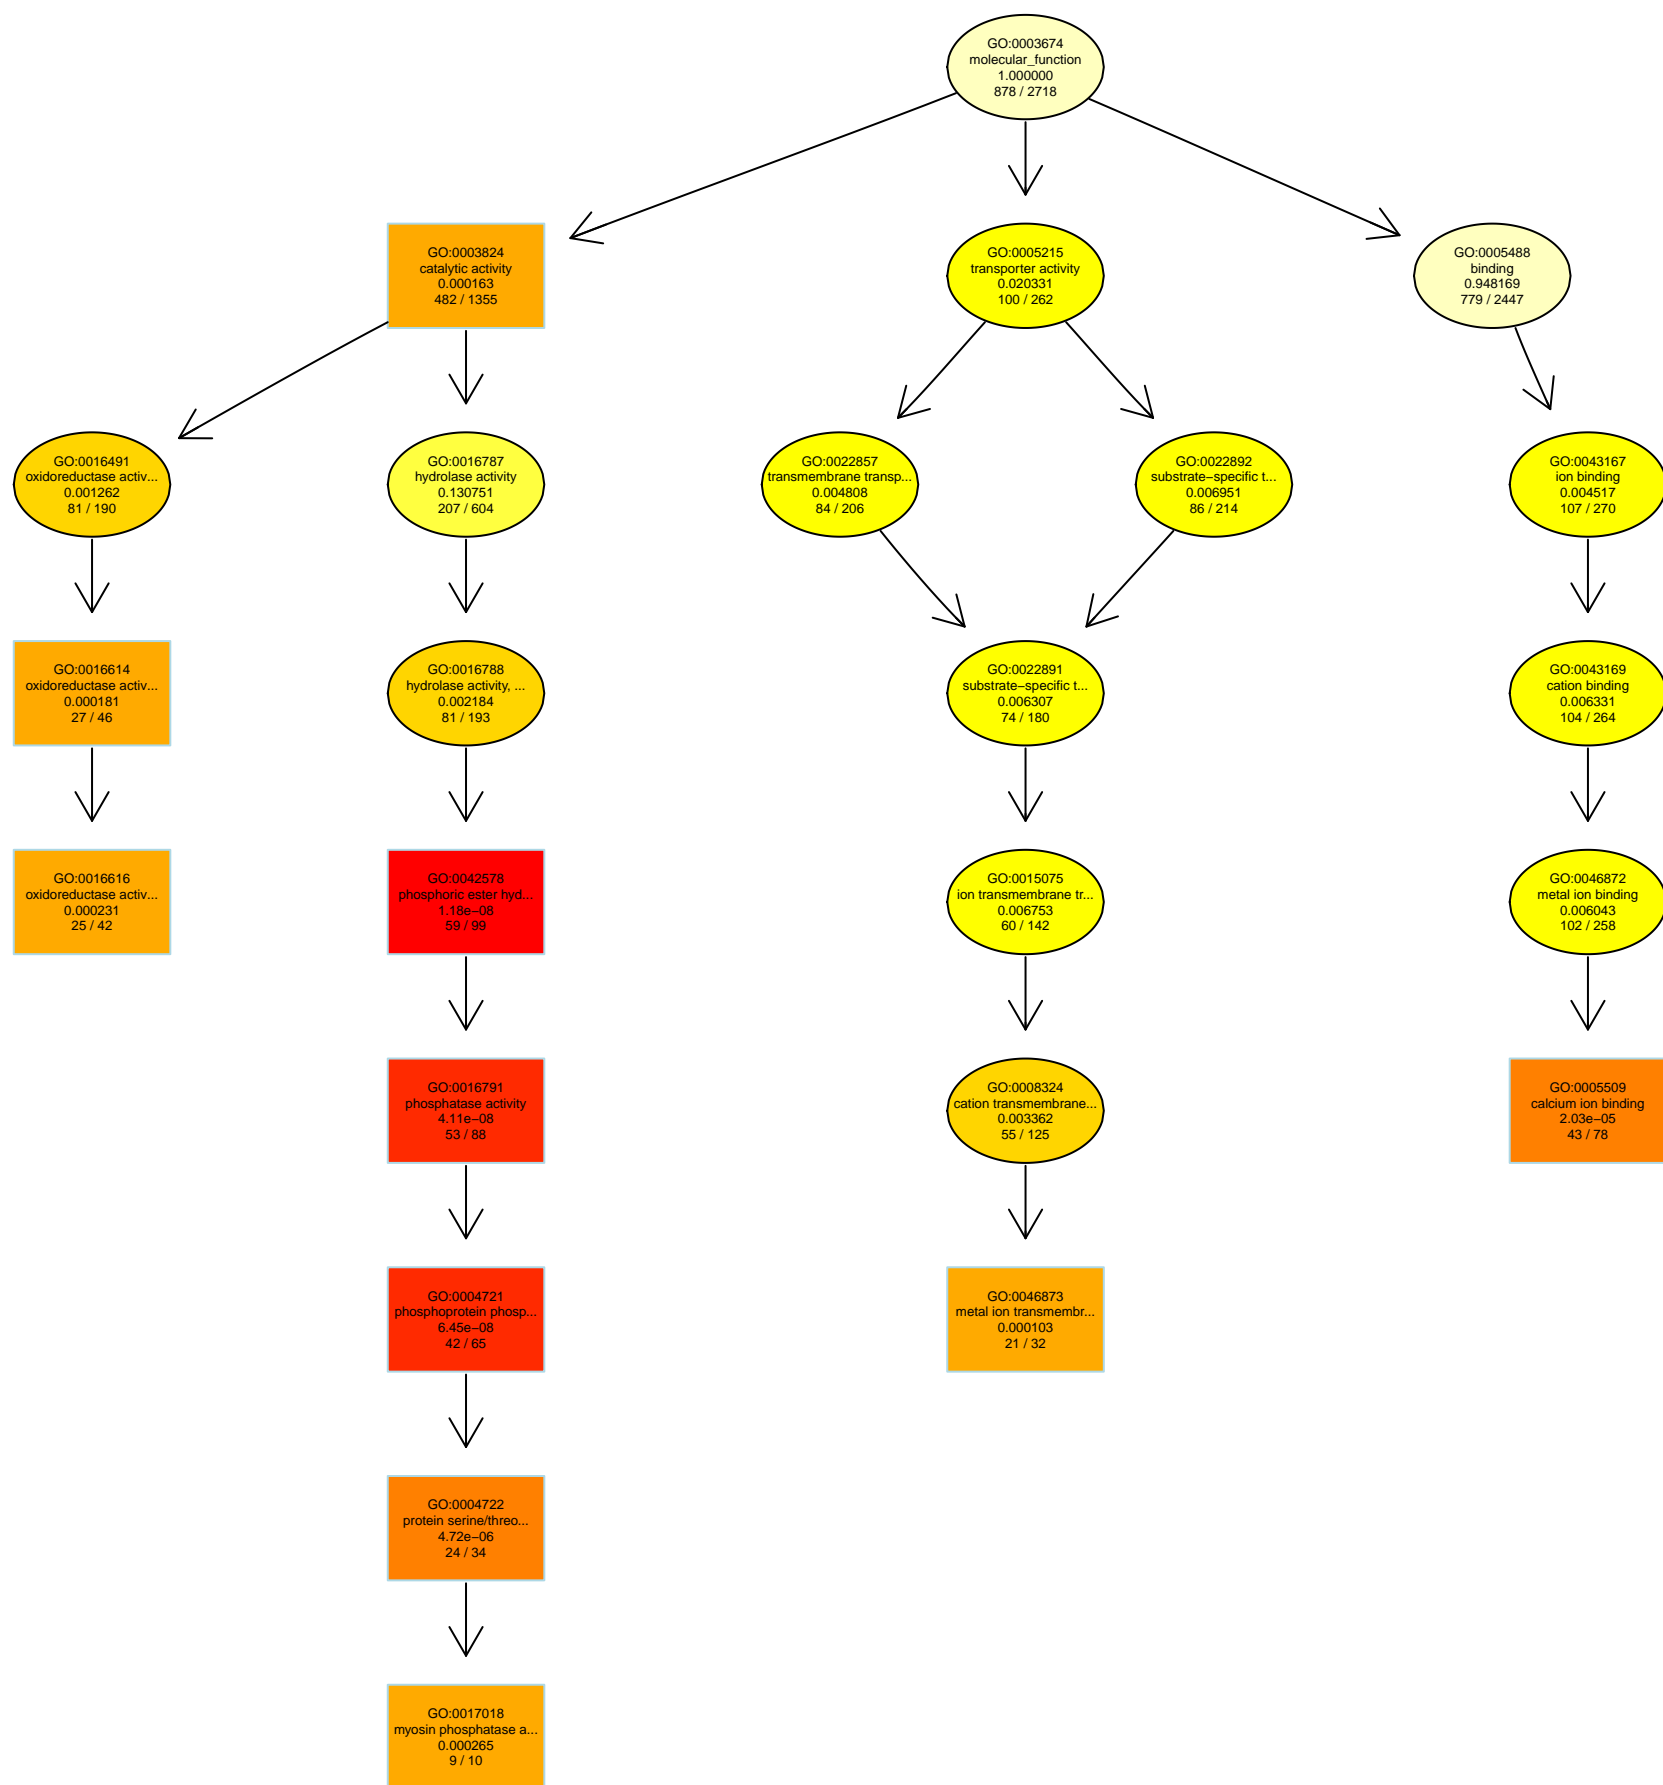 GO:0003674
molecular_function
1.000000
878 / 2718
GO:0003824
catalytic activity
0.000163
482 / 1355
GO:0005215
transporter activity
0.020331
100 / 262
GO:0005488
binding
0.948169
779 / 2447
GO:0016491
oxidoreductase activ...
0.001262
81 / 190
GO:0016787
hydrolase activity
0.130751
207 / 604
GO:0022857
transmembrane transp...
0.004808
84 / 206
GO:0022892
substrate−specific t...
0.006951
86 / 214
GO:0043167
ion binding
0.004517
107 / 270
GO:0016614
oxidoreductase activ...
0.000181
27 / 46
GO:0016788
hydrolase activity, ...
0.002184
81 / 193
GO:0022891
substrate−specific t...
0.006307
74 / 180
GO:0043169
cation binding
0.006331
104 / 264
GO:0016616
oxidoreductase activ...
0.000231
25 / 42
GO:0042578
phosphoric ester hyd...
1.18e−08
59 / 99
GO:0015075
ion transmembrane tr...
0.006753
60 / 142
GO:0046872
metal ion binding
0.006043
102 / 258
GO:0016791
phosphatase activity
4.11e−08
53 / 88
GO:0008324
cation transmembrane...
0.003362
55 / 125
GO:0005509
calcium ion binding
2.03e−05
43 / 78
GO:0004721
phosphoprotein phosp...
6.45e−08
42 / 65
GO:0046873
metal ion transmembr...
0.000103
21 / 32
GO:0004722
protein serine/threo...
4.72e−06
24 / 34
GO:0017018
myosin phosphatase a...
0.000265
9 / 10